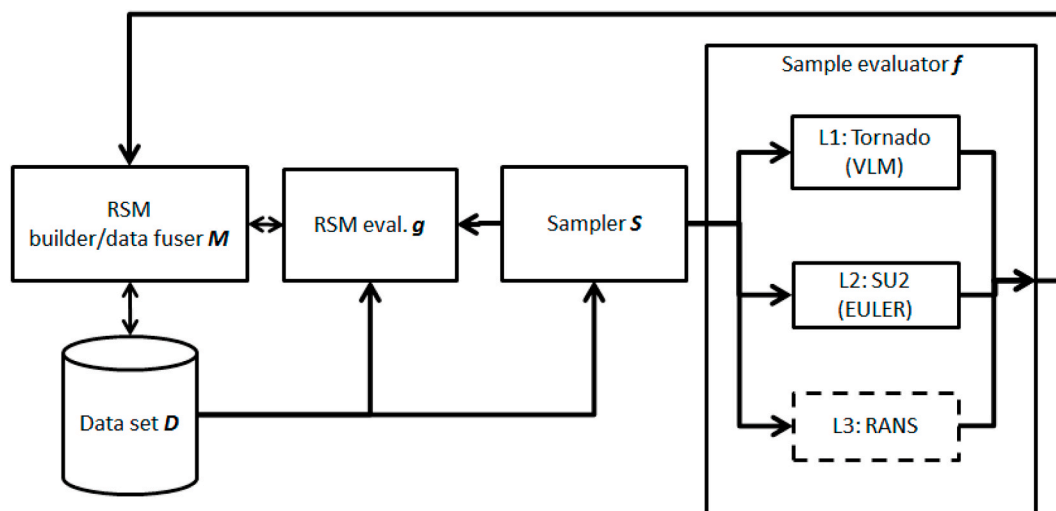 Sample evaluator f
L1: Tornado
(VLM)
RSM
builder/data fuser M
RSM eval. g
Sampler S
L2: SU2
(EULER)
Data set D
L3: RANS